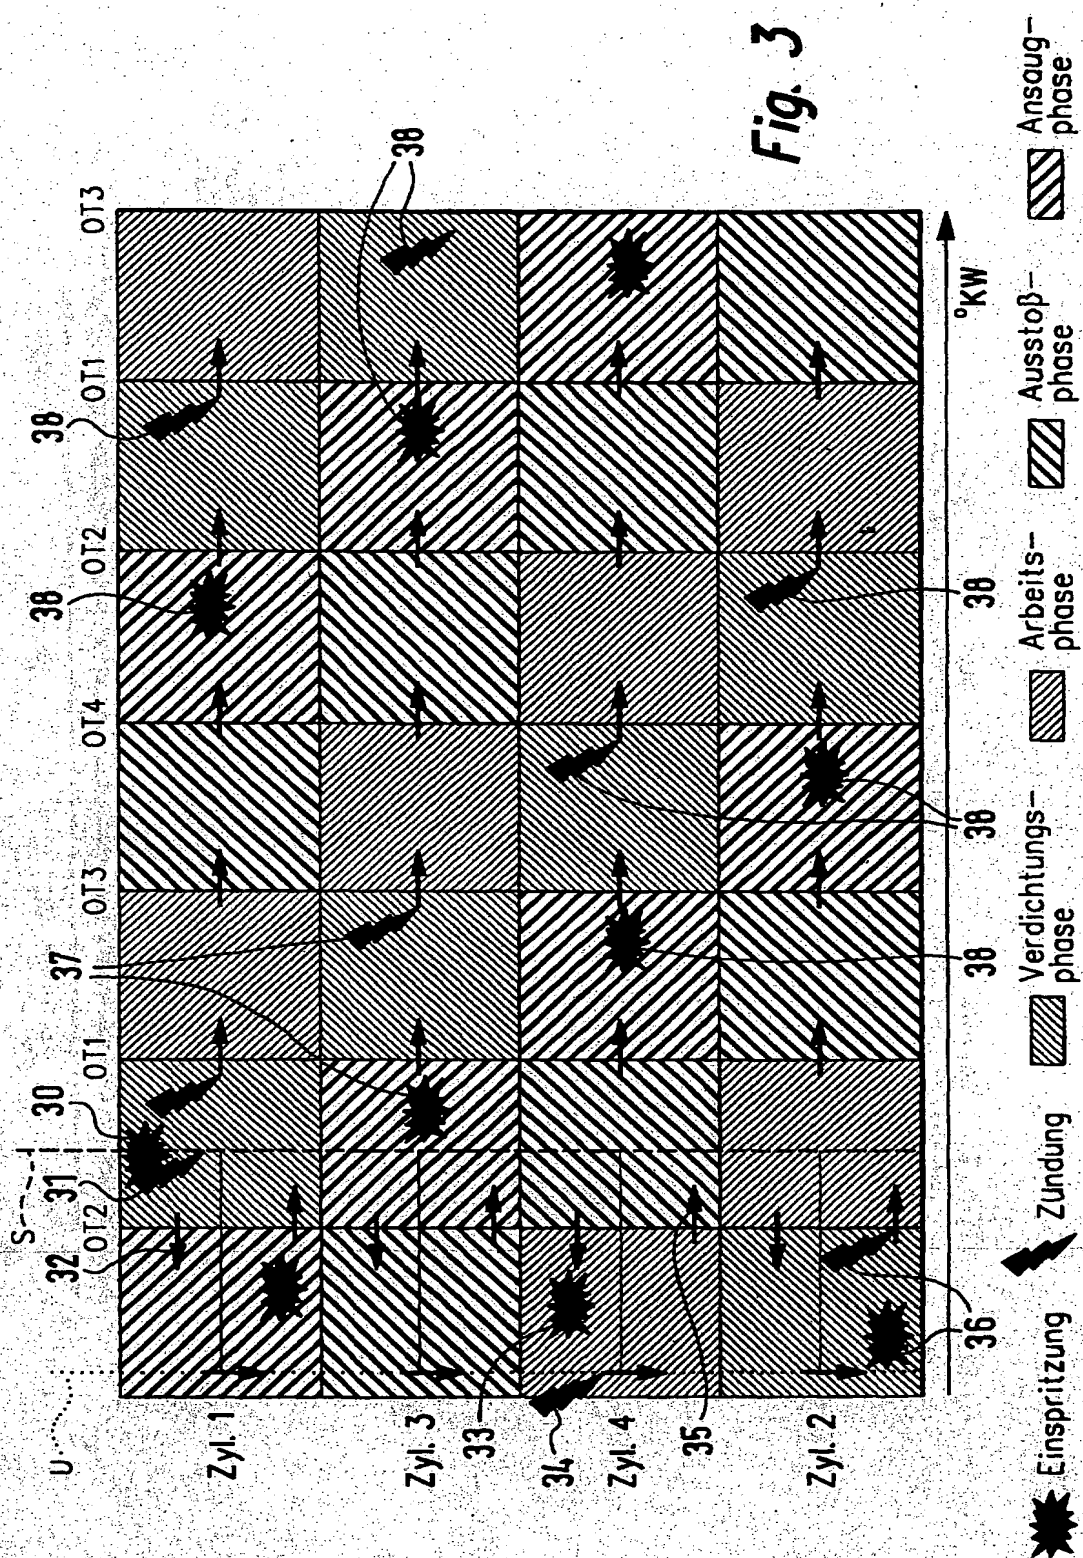 Fig. 3
S
U
OT2
OT1
OT3
OT4
OT2
OT1
OT3
32
31
30
37
38
38
38
Zyl. 1
Zyl. 3
33
34
Zyl. 4
35
Zyl. 2
36
38
38
38
°KW
Einspritzung
Zündung
Verdichtungs-
phase
Arbeits-
phase
Ausstoß-
phase
Ansaug-
phase